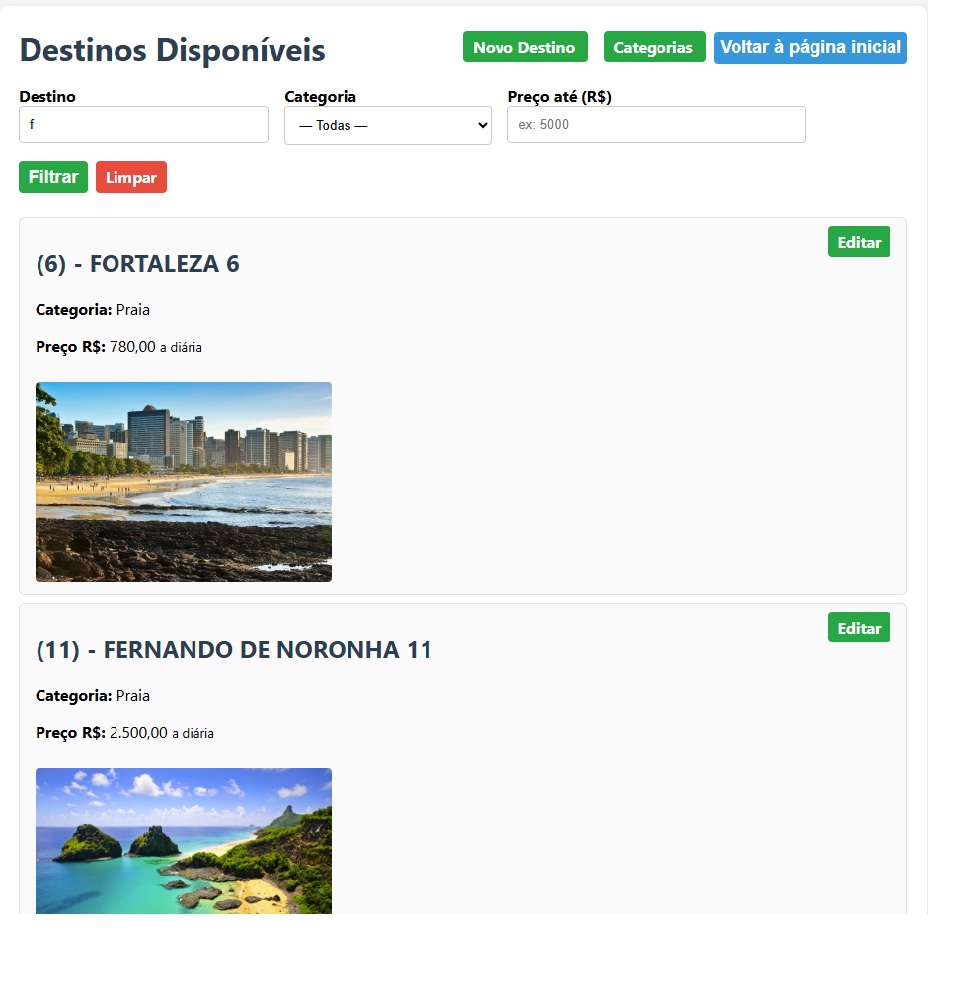 Destinos Disponíveis
Novo Destino
Categorias
Voltar à página inicial
Destino
Categoria
Preço até (R$)
f
— Todas —
ex: 5000
Filtrar
Limpar
Editar
(6) - FORTALEZA 6
Categoria: Praia
Preço R$: 780,00 a diária
Editar
(11) - FERNANDO DE NORONHA 11
Categoria: Praia
Preço R$: 2.500,00 a diária